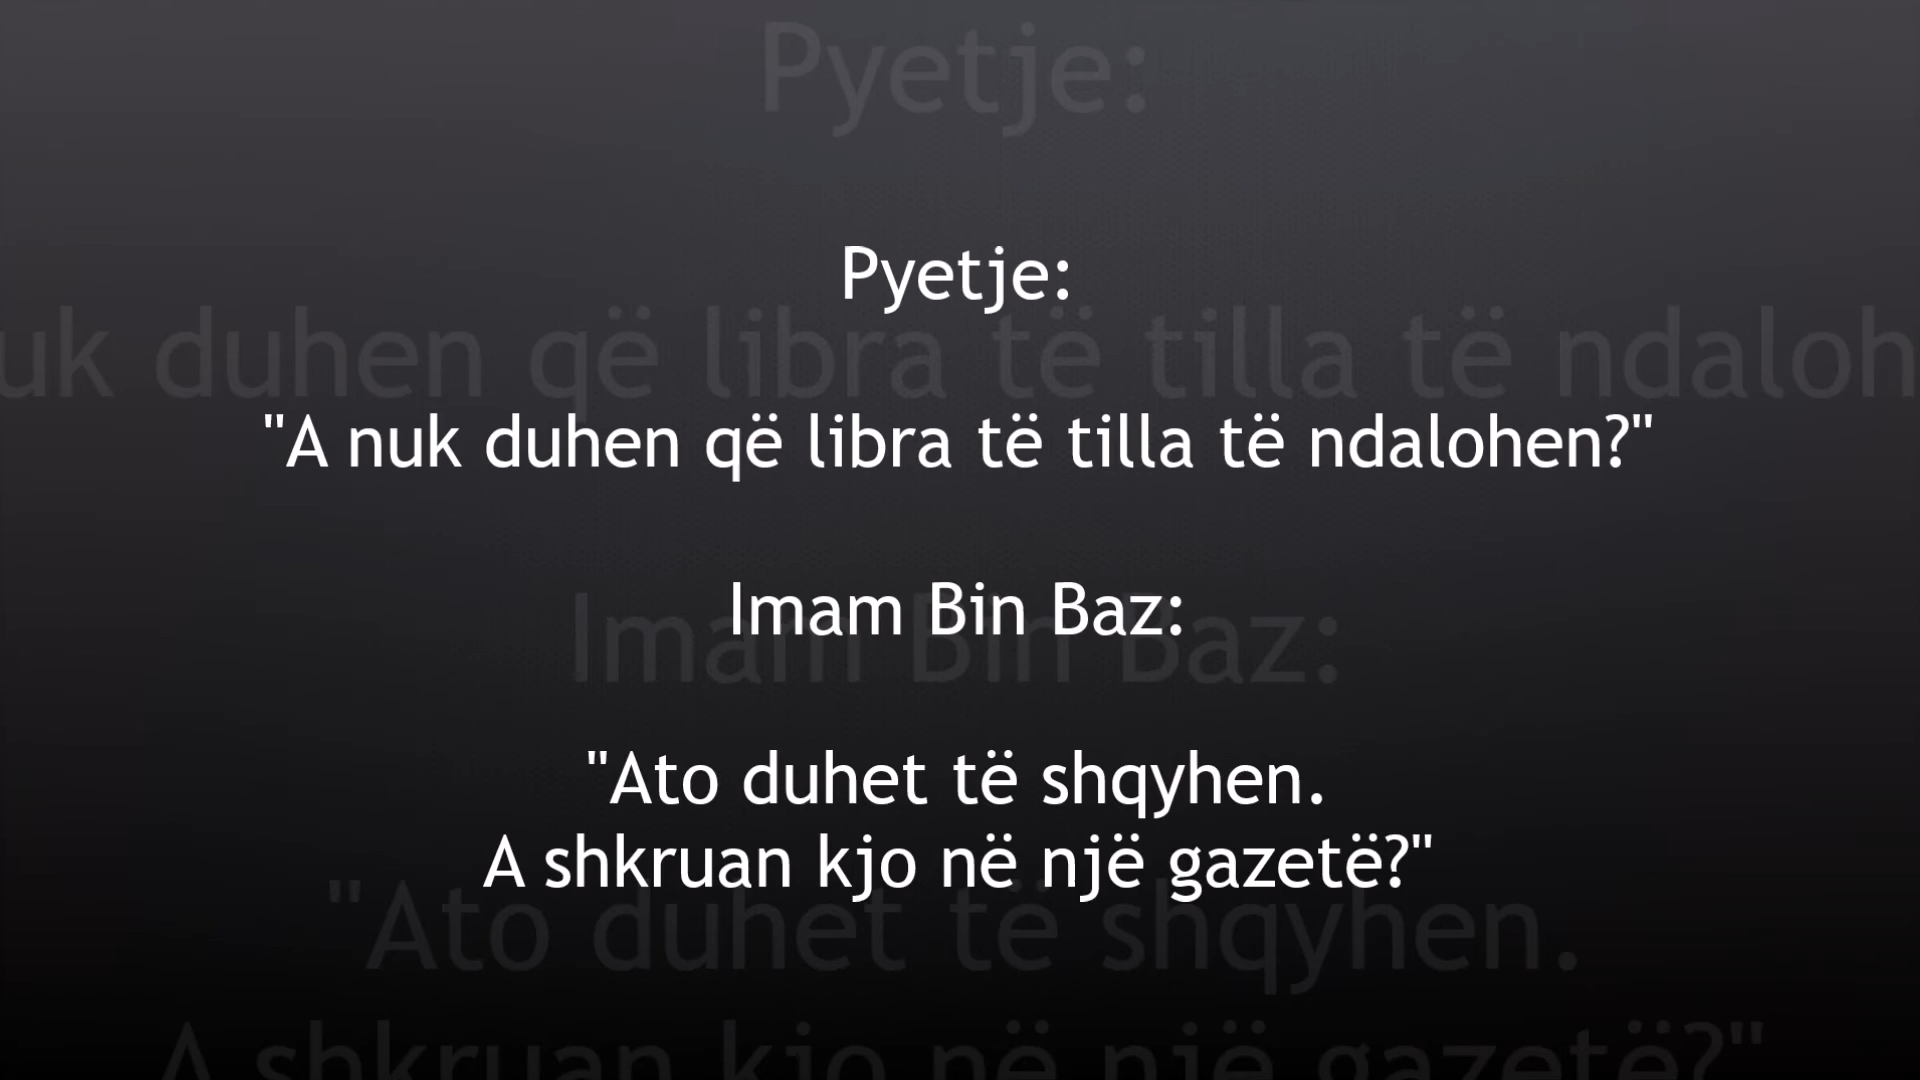 Pyetje:
"A nuk duhen që libra të tilla të ndalohen?"
Imam Bin Baz:
"Ato duhet të shqyhen.
A shkruan kjo në një gazetë?"